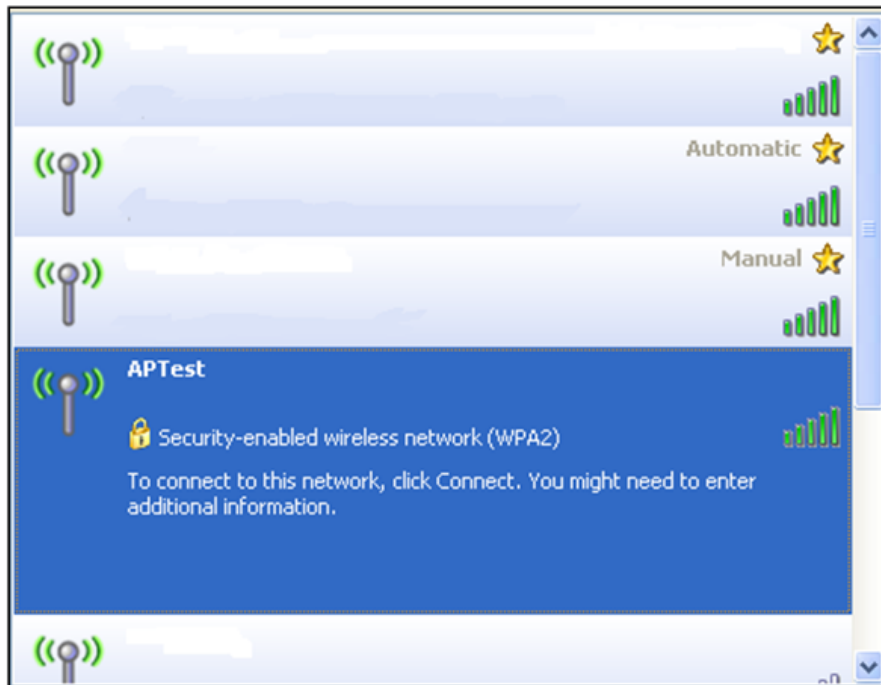 Automatic
Manual
APTest
Security-enabled wireless network (WPA2)
To connect to this network, click Connect. You might need to enter
additional information.